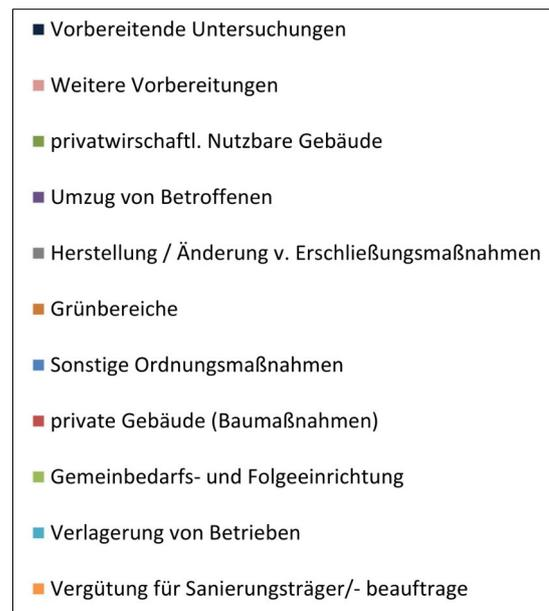 Vorbereitende Untersuchungen
Weitere Vorbereitungen
privatwirschaftl. Nutzbare Gebäude
Umzug von Betroffenen
Herstellung / Änderung v. Erschließungsmaßnahmen
Grünbereiche
Sonstige Ordnungsmaßnahmen
private Gebäude (Baumaßnahmen)
Gemeinbedarfs- und Folgeeinrichtung
Verlagerung von Betrieben
Vergütung für Sanierungsträger/- beauftrage